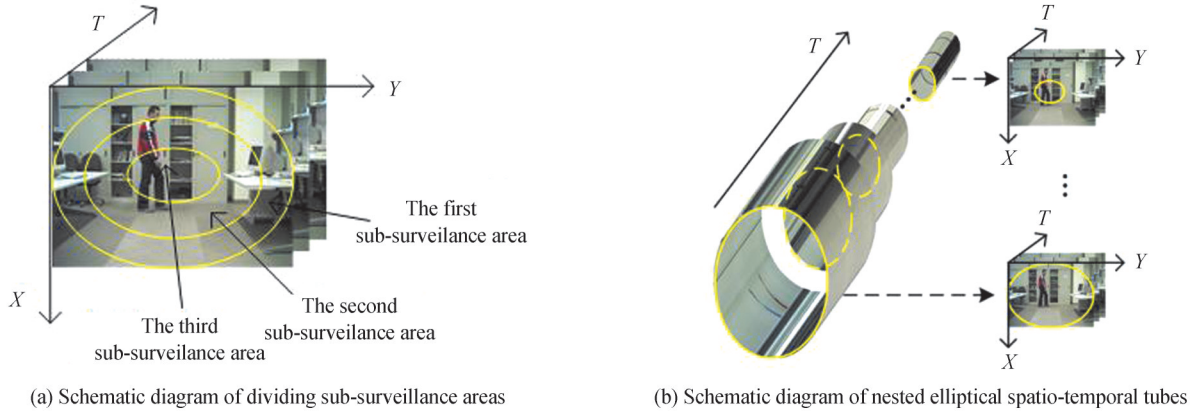 T
Y
X
The first
sub-surveilance area
The second
sub-surveilance area
The third
sub-surveilance area
(a) Schematic diagram of dividing sub-surveillance areas
T
T
Y
X
T
Y
X
(b) Schematic diagram of nested elliptical spatio-temporal tubes